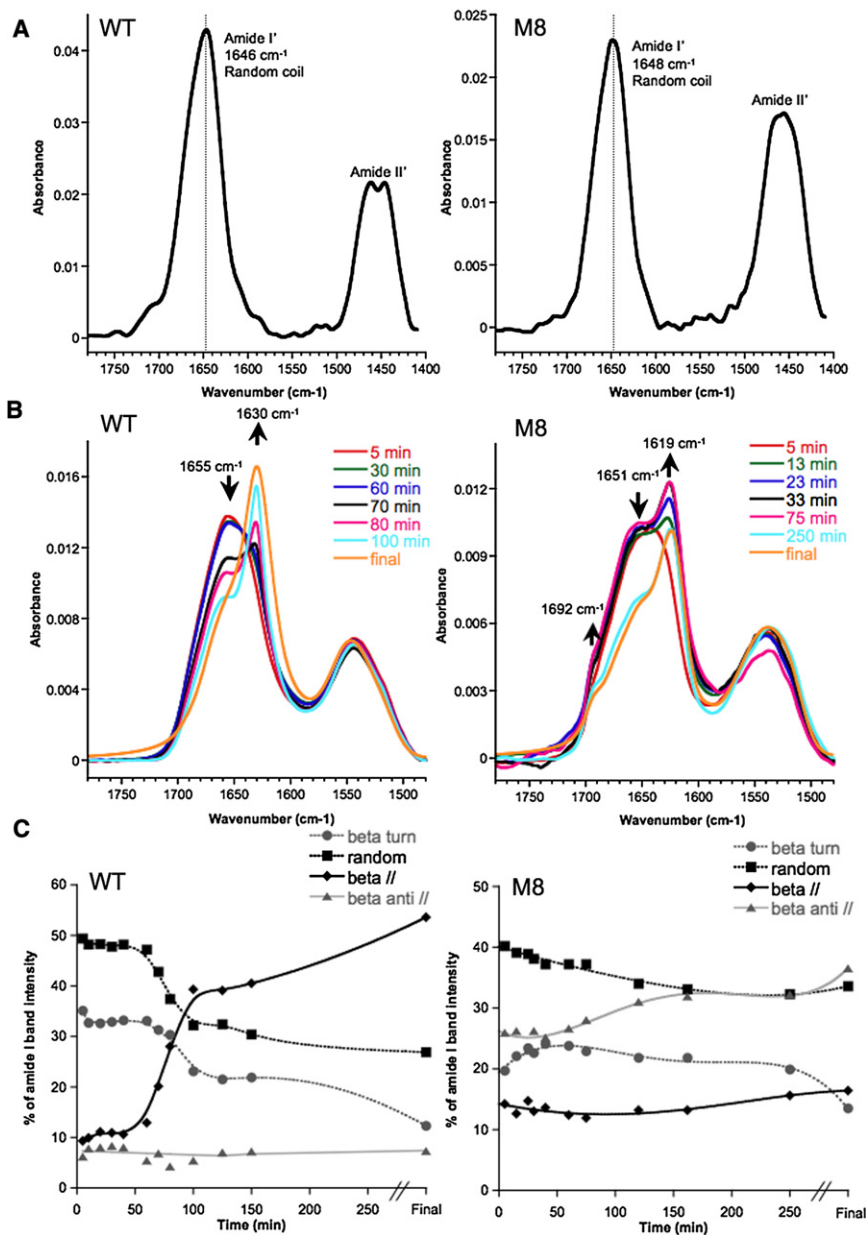 A
WT
Amide I'
1646 cm⁻¹
Random coil
Amide II'
Absorbance
0.04
0.03
0.02
0.01
0
1750 1700 1650 1600 1550 1500 1450 1400
Wavenumber (cm-1)
M8
Amide I'
1648 cm⁻¹
Random coil
Amide II'
Absorbance
0.025
0.02
0.015
0.01
0.005
0
1750 1700 1650 1600 1550 1500 1450 1400
Wavenumber (cm-1)
B
WT
1630 cm⁻¹
1655 cm⁻¹
5 min
30 min
60 min
70 min
80 min
100 min
final
Absorbance
0.016
0.012
0.008
0.004
0
1750 1700 1650 1600 1550 1500
Wavenumber (cm-1)
M8
1619 cm⁻¹
1651 cm⁻¹
1692 cm⁻¹
5 min
13 min
23 min
33 min
75 min
250 min
final
Absorbance
0.012
0.009
0.006
0.003
0
1750 1700 1650 1600 1550 1500
Wavenumber (cm-1)
C
WT
beta turn
random
beta //
beta anti //
% of amide I band intensity
60
50
40
30
20
10
0
0 50 100 150 200 250 Final
Time (min)
M8
beta turn
random
beta //
beta anti //
% of amide I band intensity
50
40
30
20
10
0
0 50 100 150 200 250 Final
Time (min)